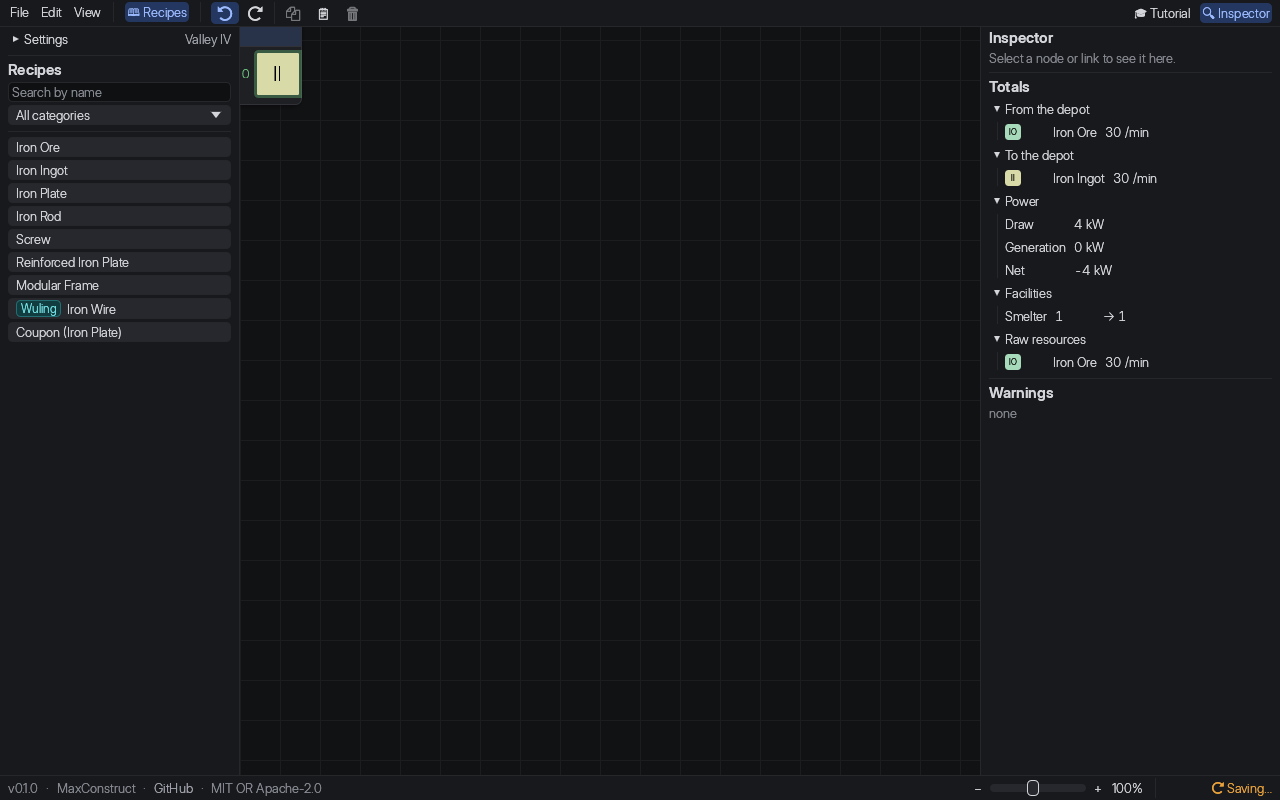 File Edit View Recipes Tutorial Inspector
Settings Valley IV
Recipes
Search by name
All categories
Iron Ore
Iron Ingot
Iron Plate
Iron Rod
Screw
Reinforced Iron Plate
Modular Frame
Wuling Iron Wire
Coupon (Iron Plate)
0 II
Inspector
Select a node or link to see it here.
Totals
From the depot
IO Iron Ore 30 /min
To the depot
II Iron Ingot 30 /min
Power
Draw 4 kW
Generation 0 kW
Net -4 kW
Facilities
Smelter 1 → 1
Raw resources
IO Iron Ore 30 /min
Warnings
none
v0.1.0 · MaxConstruct · GitHub · MIT OR Apache-2.0 − + 100% Saving...